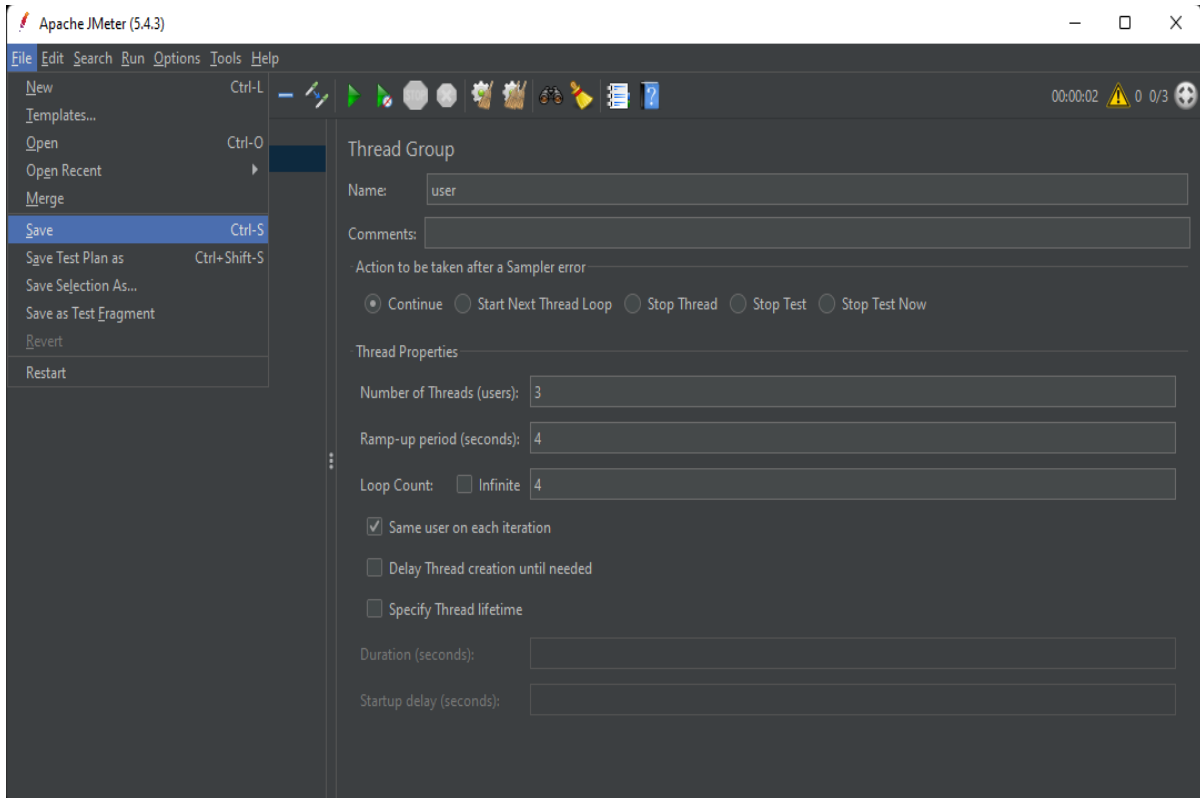 Apache JMeter (5.4.3)
File Edit Search Run Options Tools Help
New Ctrl-L
Templates...
Open Ctrl-O
Open Recent
Merge
Save Ctrl-S
Save Test Plan as Ctrl+Shift-S
Save Selection As...
Save as Test Fragment
Revert
Restart
00:00:02 0 0/3
Thread Group
Name: user
Comments:
Action to be taken after a Sampler error
Continue Start Next Thread Loop Stop Thread Stop Test Stop Test Now
Thread Properties
Number of Threads (users): 3
Ramp-up period (seconds): 4
Loop Count: Infinite 4
Same user on each iteration
Delay Thread creation until needed
Specify Thread lifetime
Duration (seconds):
Startup delay (seconds):